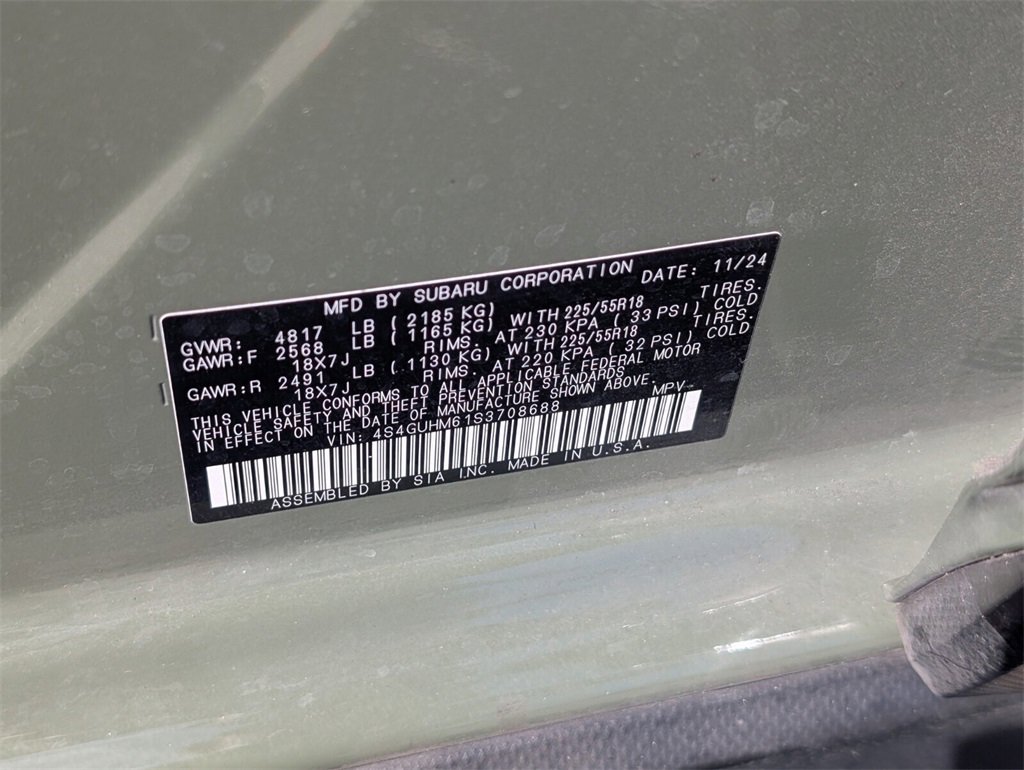 MFD BY SUBARU CORPORATION DATE: 11/24
GVWR: 4817 LB ( 2185 KG)
GAWR:F 2568 LB ( 1165 KG) WITH 225/55R18 TIRES.
18X7J RIMS. AT 230 KPA ( 33 PSI) COLD
GAWR:R 2491 LB ( 1130 KG) WITH 225/55R18 TIRES.
18X7J RIMS. AT 220 KPA ( 32 PSI) COLD
THIS VEHICLE CONFORMS TO ALL APPLICABLE FEDERAL MOTOR
VEHICLE SAFETY AND THEFT PREVENTION STANDARDS
IN EFFECT ON THE DATE OF MANUFACTURE SHOWN ABOVE.
VIN: 4S4GUHM61S3708688 MPV
ASSEMBLED BY SIA INC. MADE IN U.S.A.